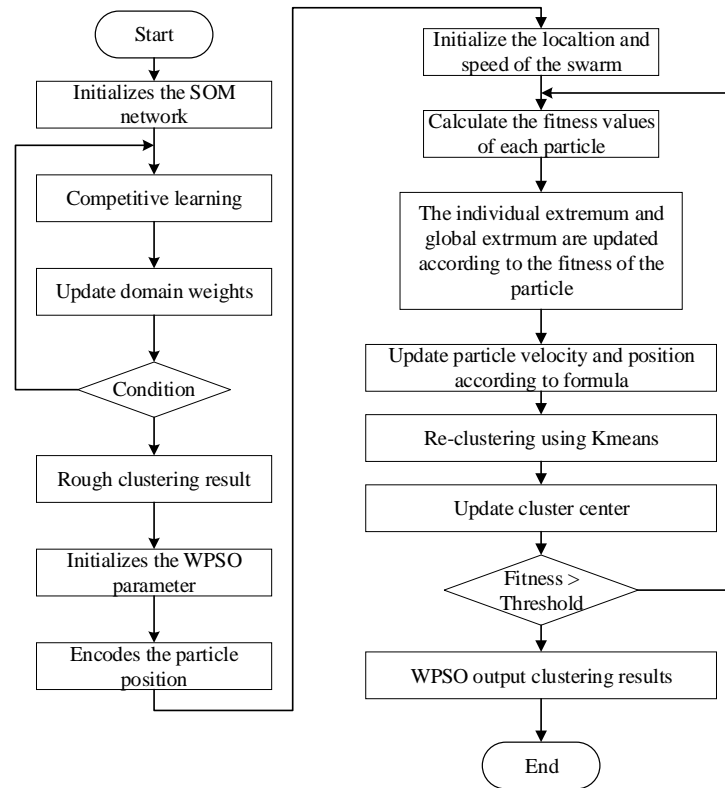 Start
Initializes the SOM
network
Competitive learning
Update domain weights
Condition
Rough clustering result
Initializes the WPSO
parameter
Encodes the particle
position
Initialize the localtion and
speed of the swarm
Calculate the fitness values
of each particle
The individual extremum and
global extrmum are updated
according to the fitness of the
particle
Update particle velocity and position
according to formula
Re-clustering using Kmeans
Update cluster center
Fitness >
Threshold
WPSO output clustering results
End